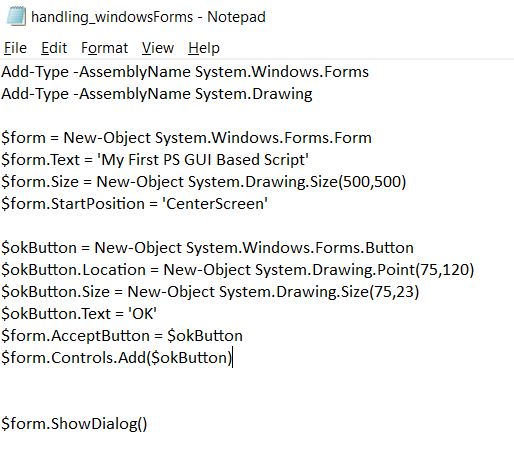 handling_windowsForms - Notepad
File Edit Format View Help
Add-Type -AssemblyName System.Windows.Forms
Add-Type -AssemblyName System.Drawing
$form = New-Object System.Windows.Forms.Form
$form.Text = 'My First PS GUI Based Script'
$form.Size = New-Object System.Drawing.Size(500,500)
$form.StartPosition = 'CenterScreen'
$okButton = New-Object System.Windows.Forms.Button
$okButton.Location = New-Object System.Drawing.Point(75,120)
$okButton.Size = New-Object System.Drawing.Size(75,23)
$okButton.Text = 'OK'
$form.AcceptButton = $okButton
$form.Controls.Add($okButton)
$form.ShowDialog()